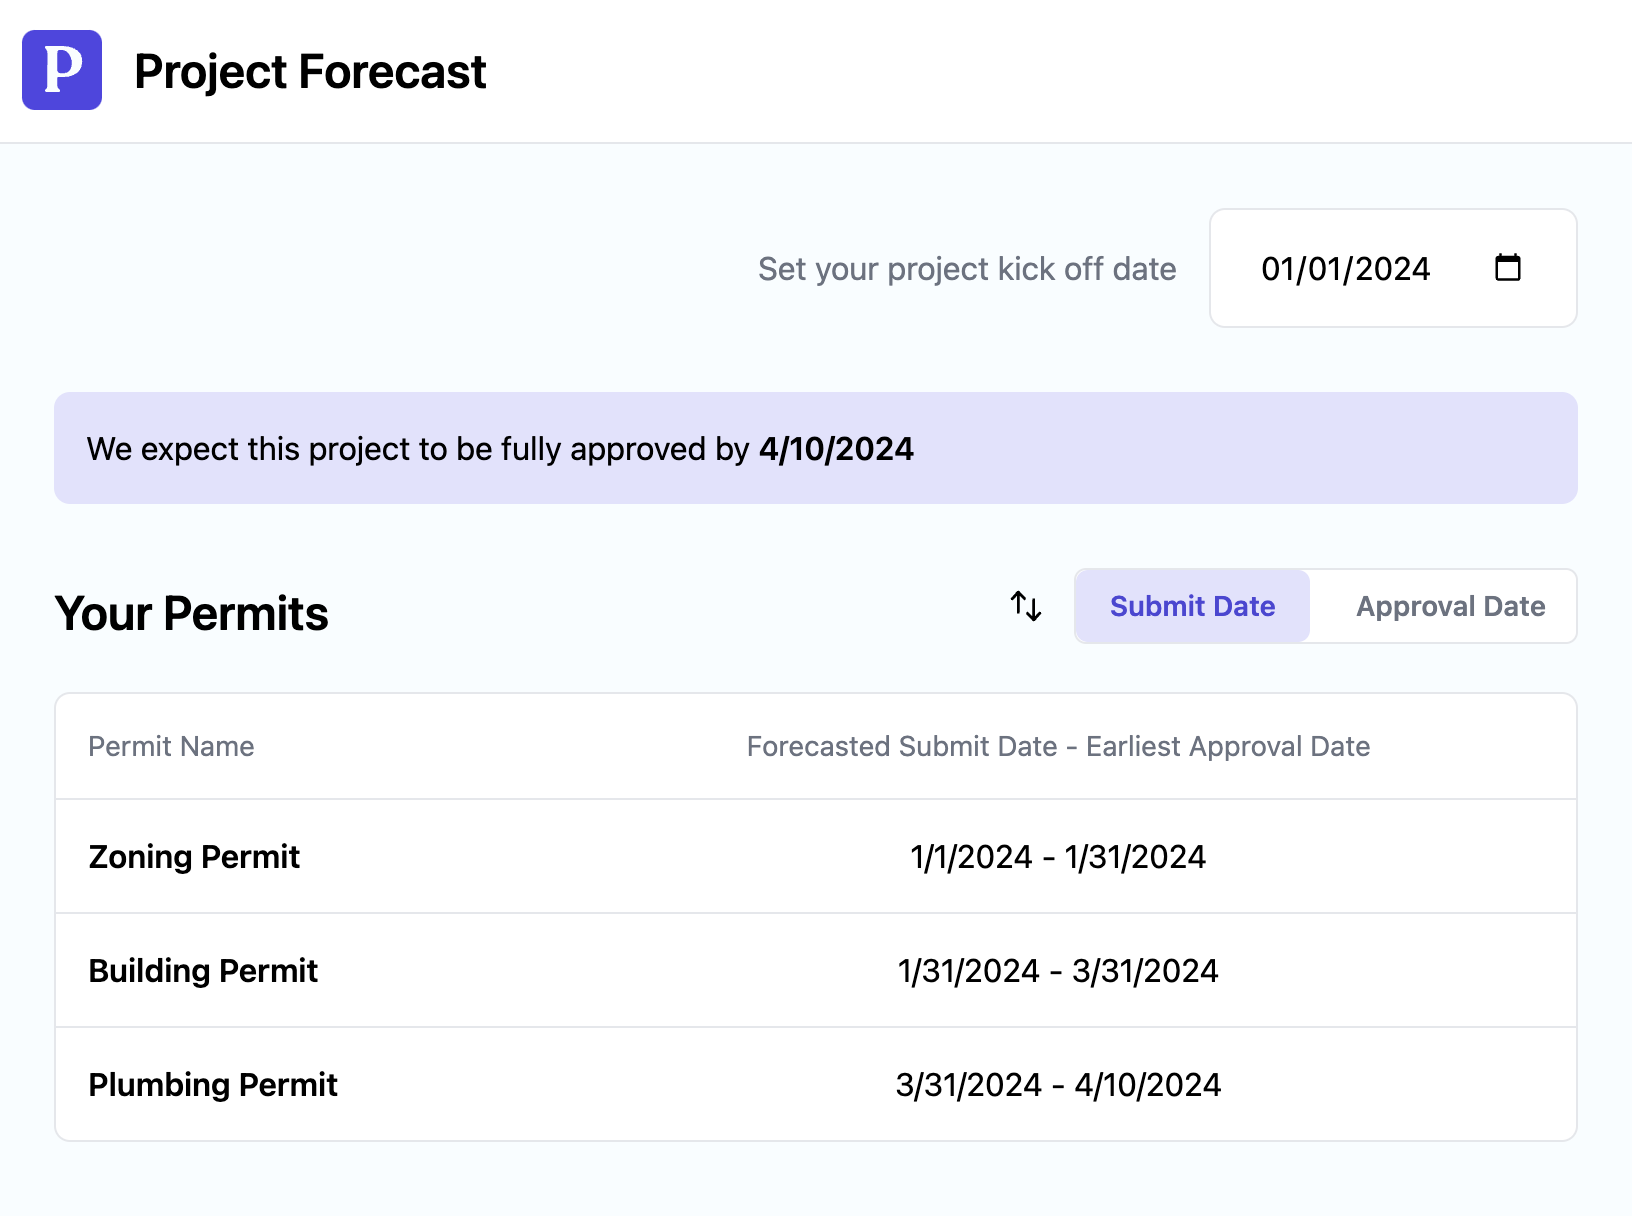 P Project Forecast
Set your project kick off date 01/01/2024
We expect this project to be fully approved by 4/10/2024
Your Permits Submit Date Approval Date
Permit Name Forecasted Submit Date - Earliest Approval Date
Zoning Permit 1/1/2024 - 1/31/2024
Building Permit 1/31/2024 - 3/31/2024
Plumbing Permit 3/31/2024 - 4/10/2024